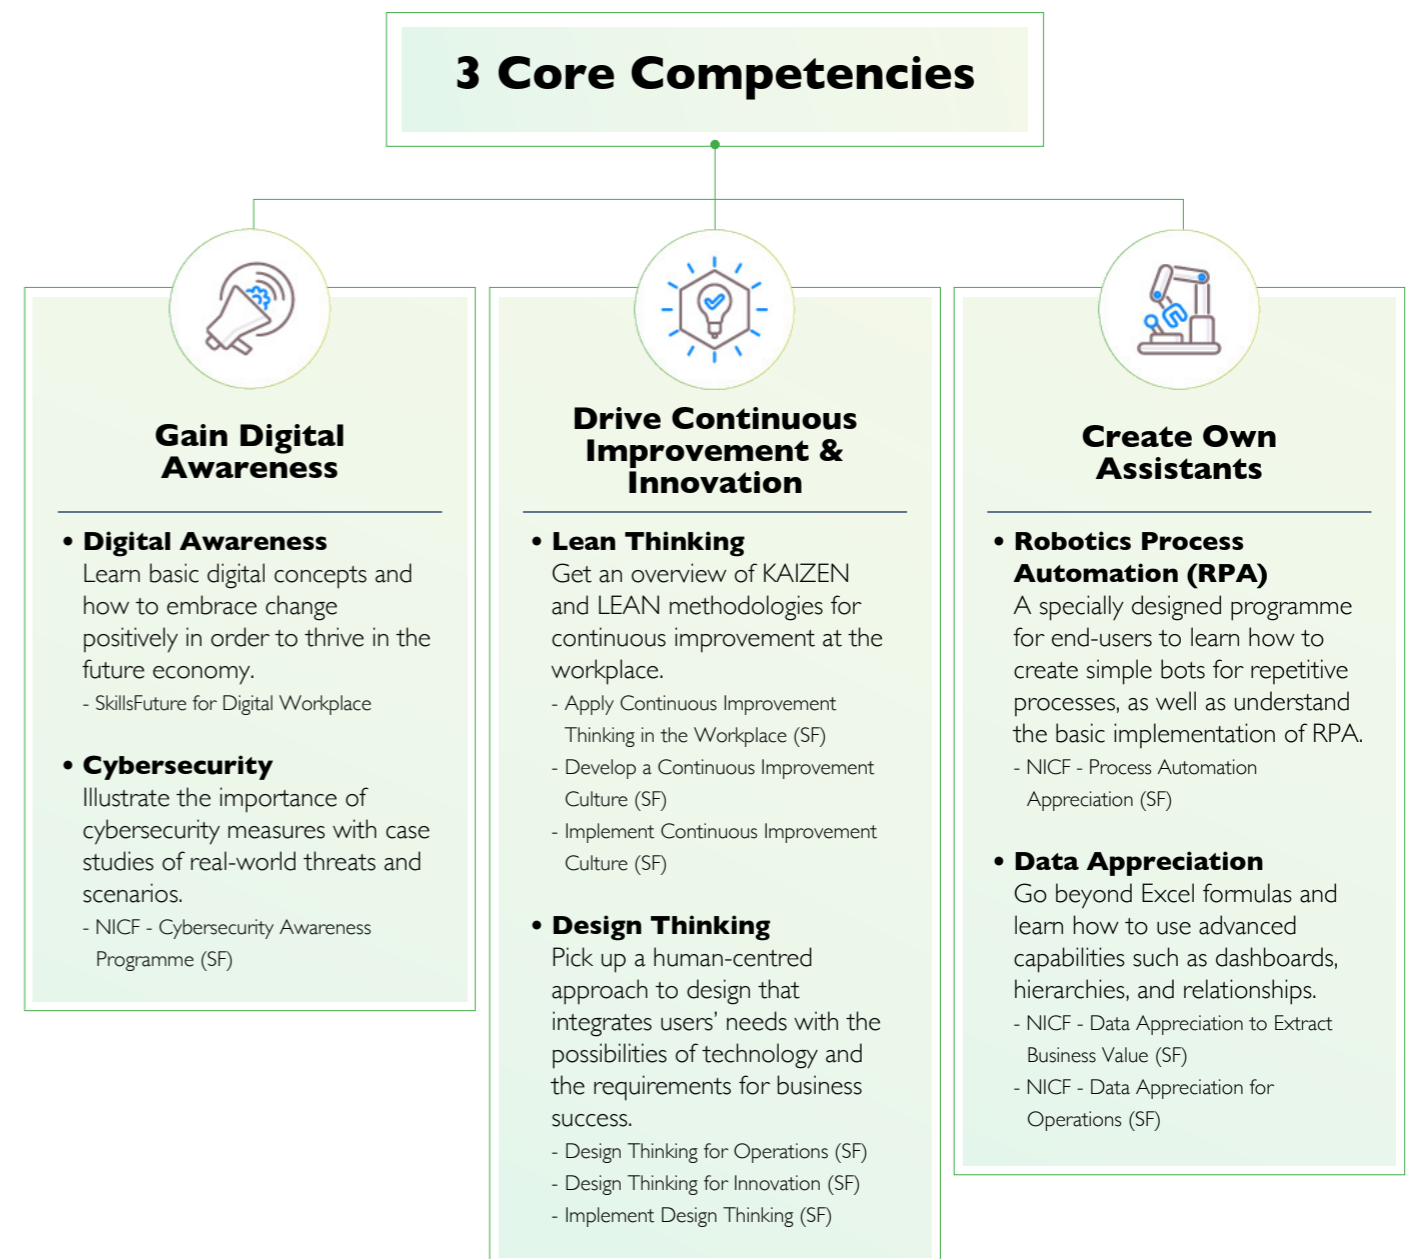 3 Core Competencies
Gain Digital
Awareness
• Digital Awareness
Learn basic digital concepts and
how to embrace change
positively in order to thrive in the
future economy.
- SkillsFuture for Digital Workplace
• Cybersecurity
Illustrate the importance of
cybersecurity measures with case
studies of real-world threats and
scenarios.
- NICF - Cybersecurity Awareness
Programme (SF)
Drive Continuous
Improvement &
Innovation
• Lean Thinking
Get an overview of KAIZEN
and LEAN methodologies for
continuous improvement at the
workplace.
- Apply Continuous Improvement
Thinking in the Workplace (SF)
- Develop a Continuous Improvement
Culture (SF)
- Implement Continuous Improvement
Culture (SF)
• Design Thinking
Pick up a human-centred
approach to design that
integrates users’ needs with the
possibilities of technology and
the requirements for business
success.
- Design Thinking for Operations (SF)
- Design Thinking for Innovation (SF)
- Implement Design Thinking (SF)
Create Own
Assistants
• Robotics Process
Automation (RPA)
A specially designed programme
for end-users to learn how to
create simple bots for repetitive
processes, as well as understand
the basic implementation of RPA.
- NICF - Process Automation
Appreciation (SF)
• Data Appreciation
Go beyond Excel formulas and
learn how to use advanced
capabilities such as dashboards,
hierarchies, and relationships.
- NICF - Data Appreciation to Extract
Business Value (SF)
- NICF - Data Appreciation for
Operations (SF)